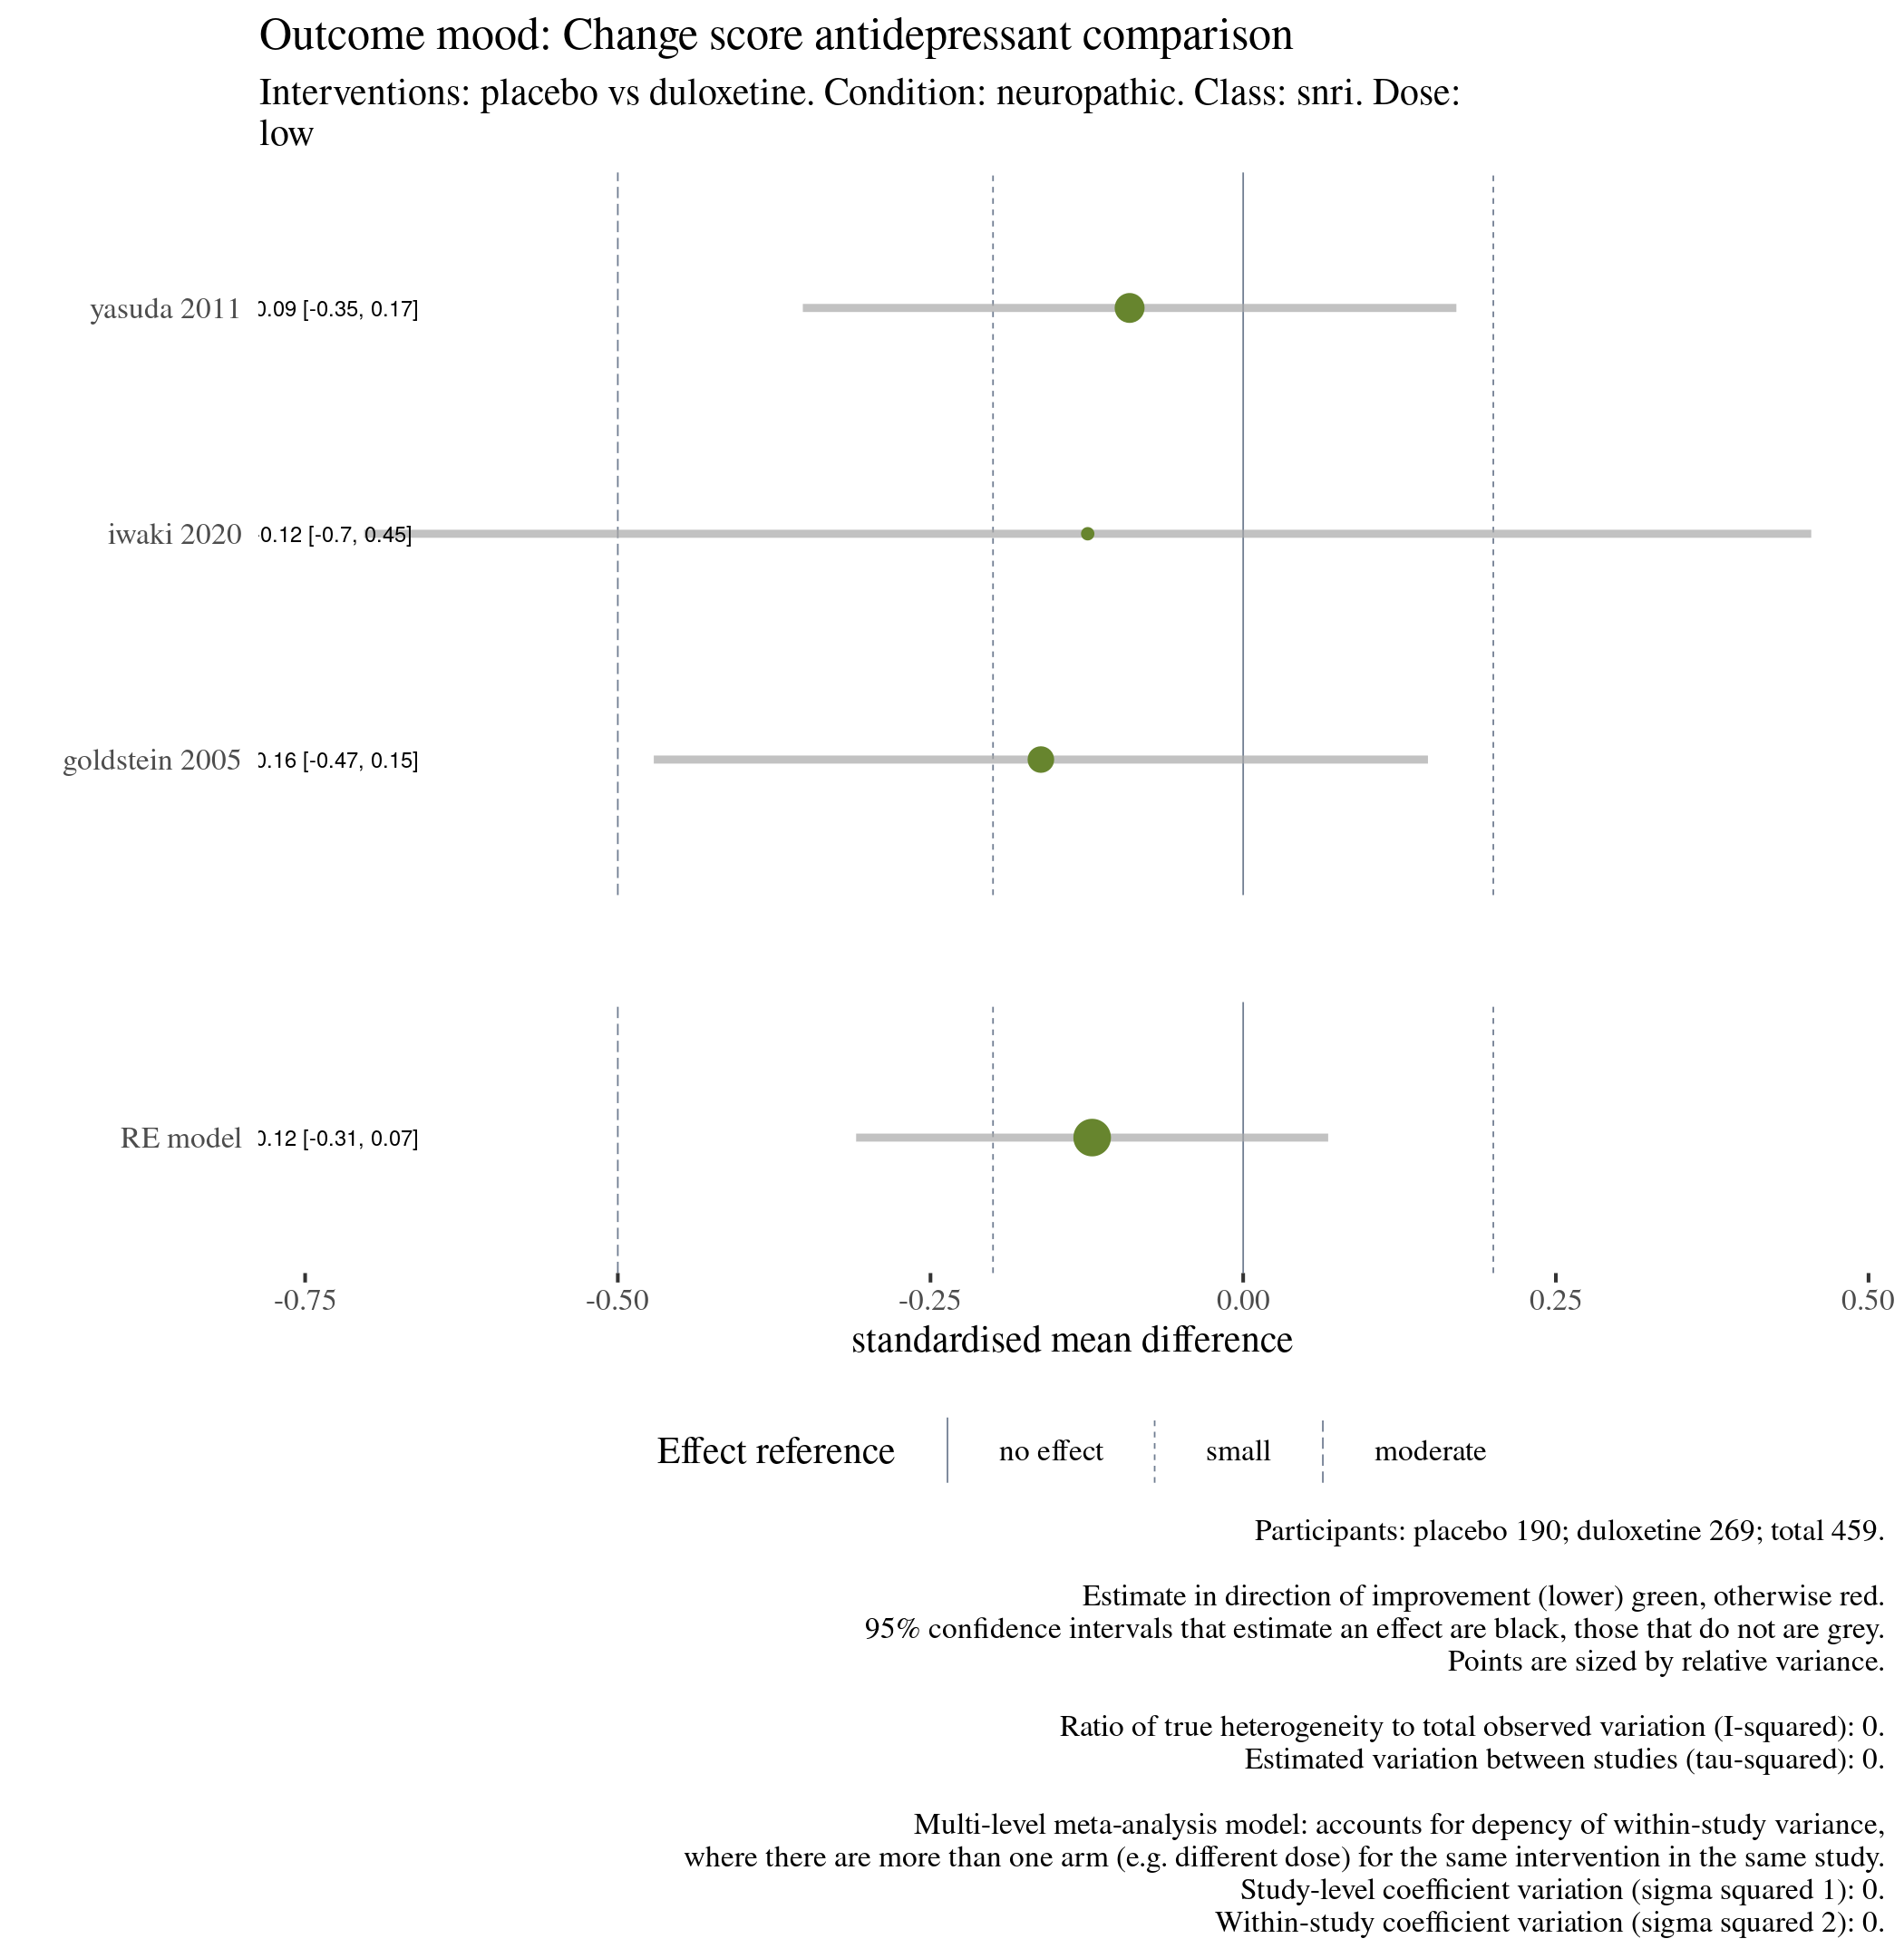 Outcome mood: Change score antidepressant comparison
Interventions: placebo vs duloxetine. Condition: neuropathic. Class: snri. Dose:
low
yasuda 2011 0.09 [-0.35, 0.17]
iwaki 2020 -0.12 [-0.7, 0.45]
goldstein 2005 0.16 [-0.47, 0.15]
RE model 0.12 [-0.31, 0.07]
-0.75 -0.50 -0.25 0.00 0.25 0.50
standardised mean difference
Effect reference no effect small moderate
Participants: placebo 190; duloxetine 269; total 459.
Estimate in direction of improvement (lower) green, otherwise red.
95% confidence intervals that estimate an effect are black, those that do not are grey.
Points are sized by relative variance.
Ratio of true heterogeneity to total observed variation (I-squared): 0.
Estimated variation between studies (tau-squared): 0.
Multi-level meta-analysis model: accounts for depency of within-study variance,
where there are more than one arm (e.g. different dose) for the same intervention in the same study.
Study-level coefficient variation (sigma squared 1): 0.
Within-study coefficient variation (sigma squared 2): 0.